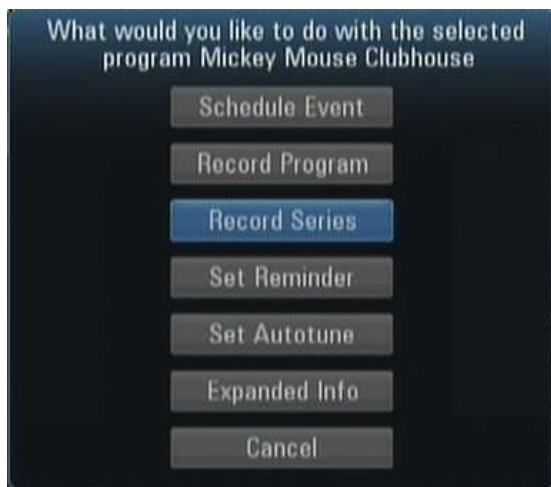 What would you like to do with the selected
program Mickey Mouse Clubhouse
Schedule Event
Record Program
Record Series
Set Reminder
Set Autotune
Expanded Info
Cancel